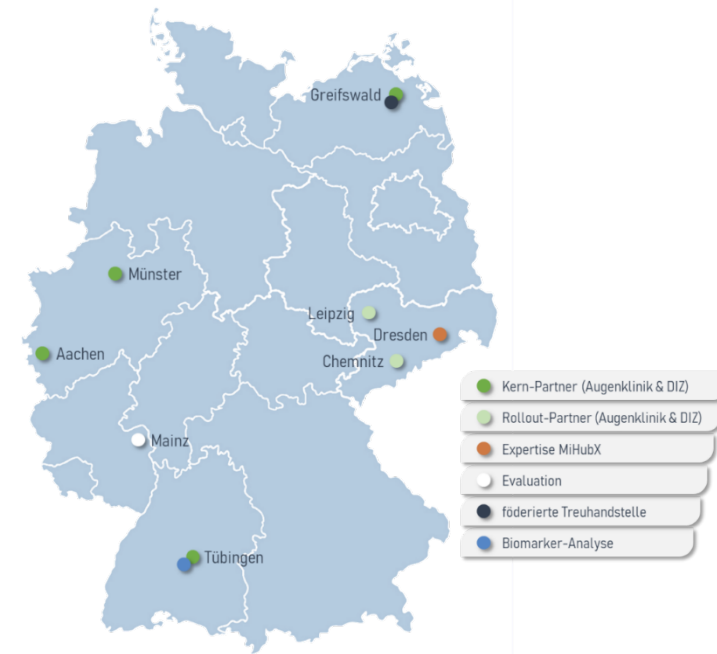 Greifswald
Münster
Leipzig
Dresden
Aachen
Chemnitz
Mainz
Tübingen
Kern-Partner (Augenklinik & DIZ)
Rollout-Partner (Augenklinik & DIZ)
Expertise MiHubX
Evaluation
föderierte Treuhandstelle
Biomarker-Analyse